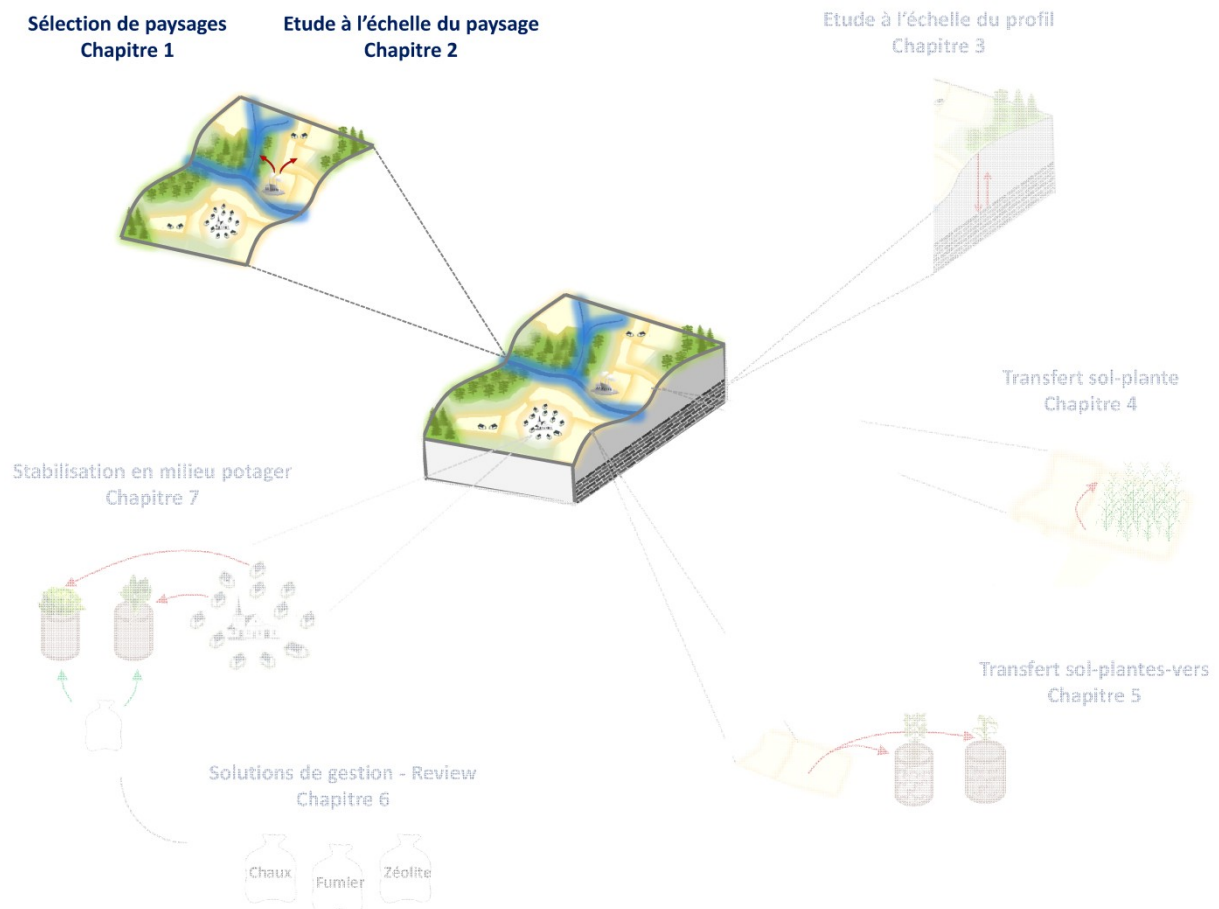 Sélection de paysages
Chapitre 1
Etude à l'échelle du paysage
Chapitre 2
Etude à l'échelle du profil
Chapitre 3
Transfert sol-plante
Chapitre 4
Stabilisation en milieu potager
Chapitre 7
Transfert sol-plantes-vers
Chapitre 5
Solutions de gestion - Review
Chapitre 6
Chaux
Fumier
Zéolite